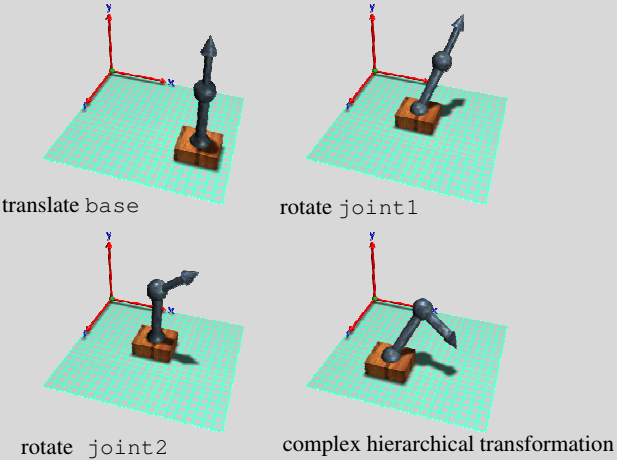 y
x
y
translate base
rotate joint1
y
x
y
x
rotate joint2
complex hierarchical transformation